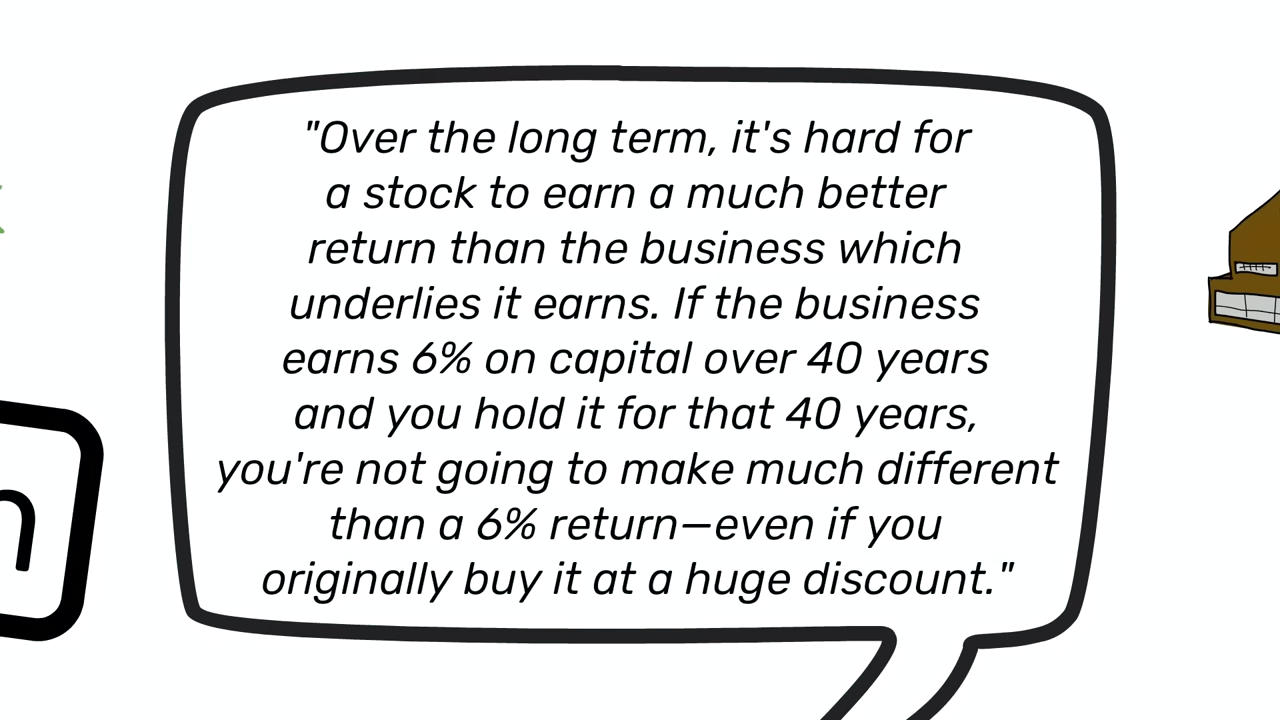 "Over the long term, it's hard for
a stock to earn a much better
return than the business which
underlies it earns. If the business
earns 6% on capital over 40 years
and you hold it for that 40 years,
you're not going to make much different
than a 6% return—even if you
originally buy it at a huge discount."